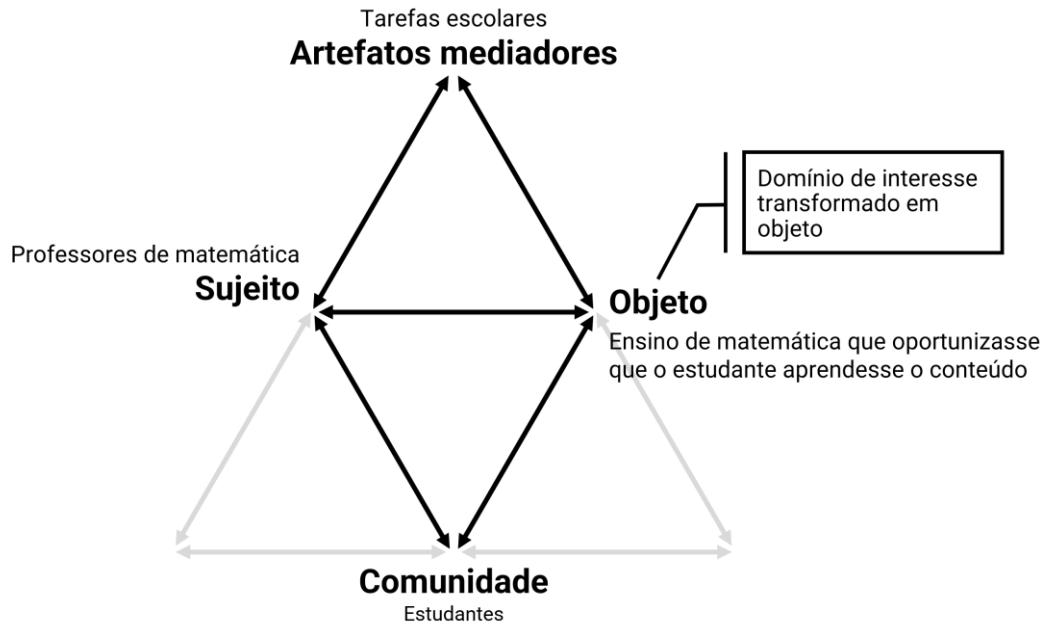 Tarefas escolares
Artefatos mediadores
Domínio de interesse
transformado em
objeto
Professores de matemática
Sujeito
Objeto
Ensino de matemática que oportunizasse
que o estudante aprendesse o conteúdo
Comunidade
Estudantes